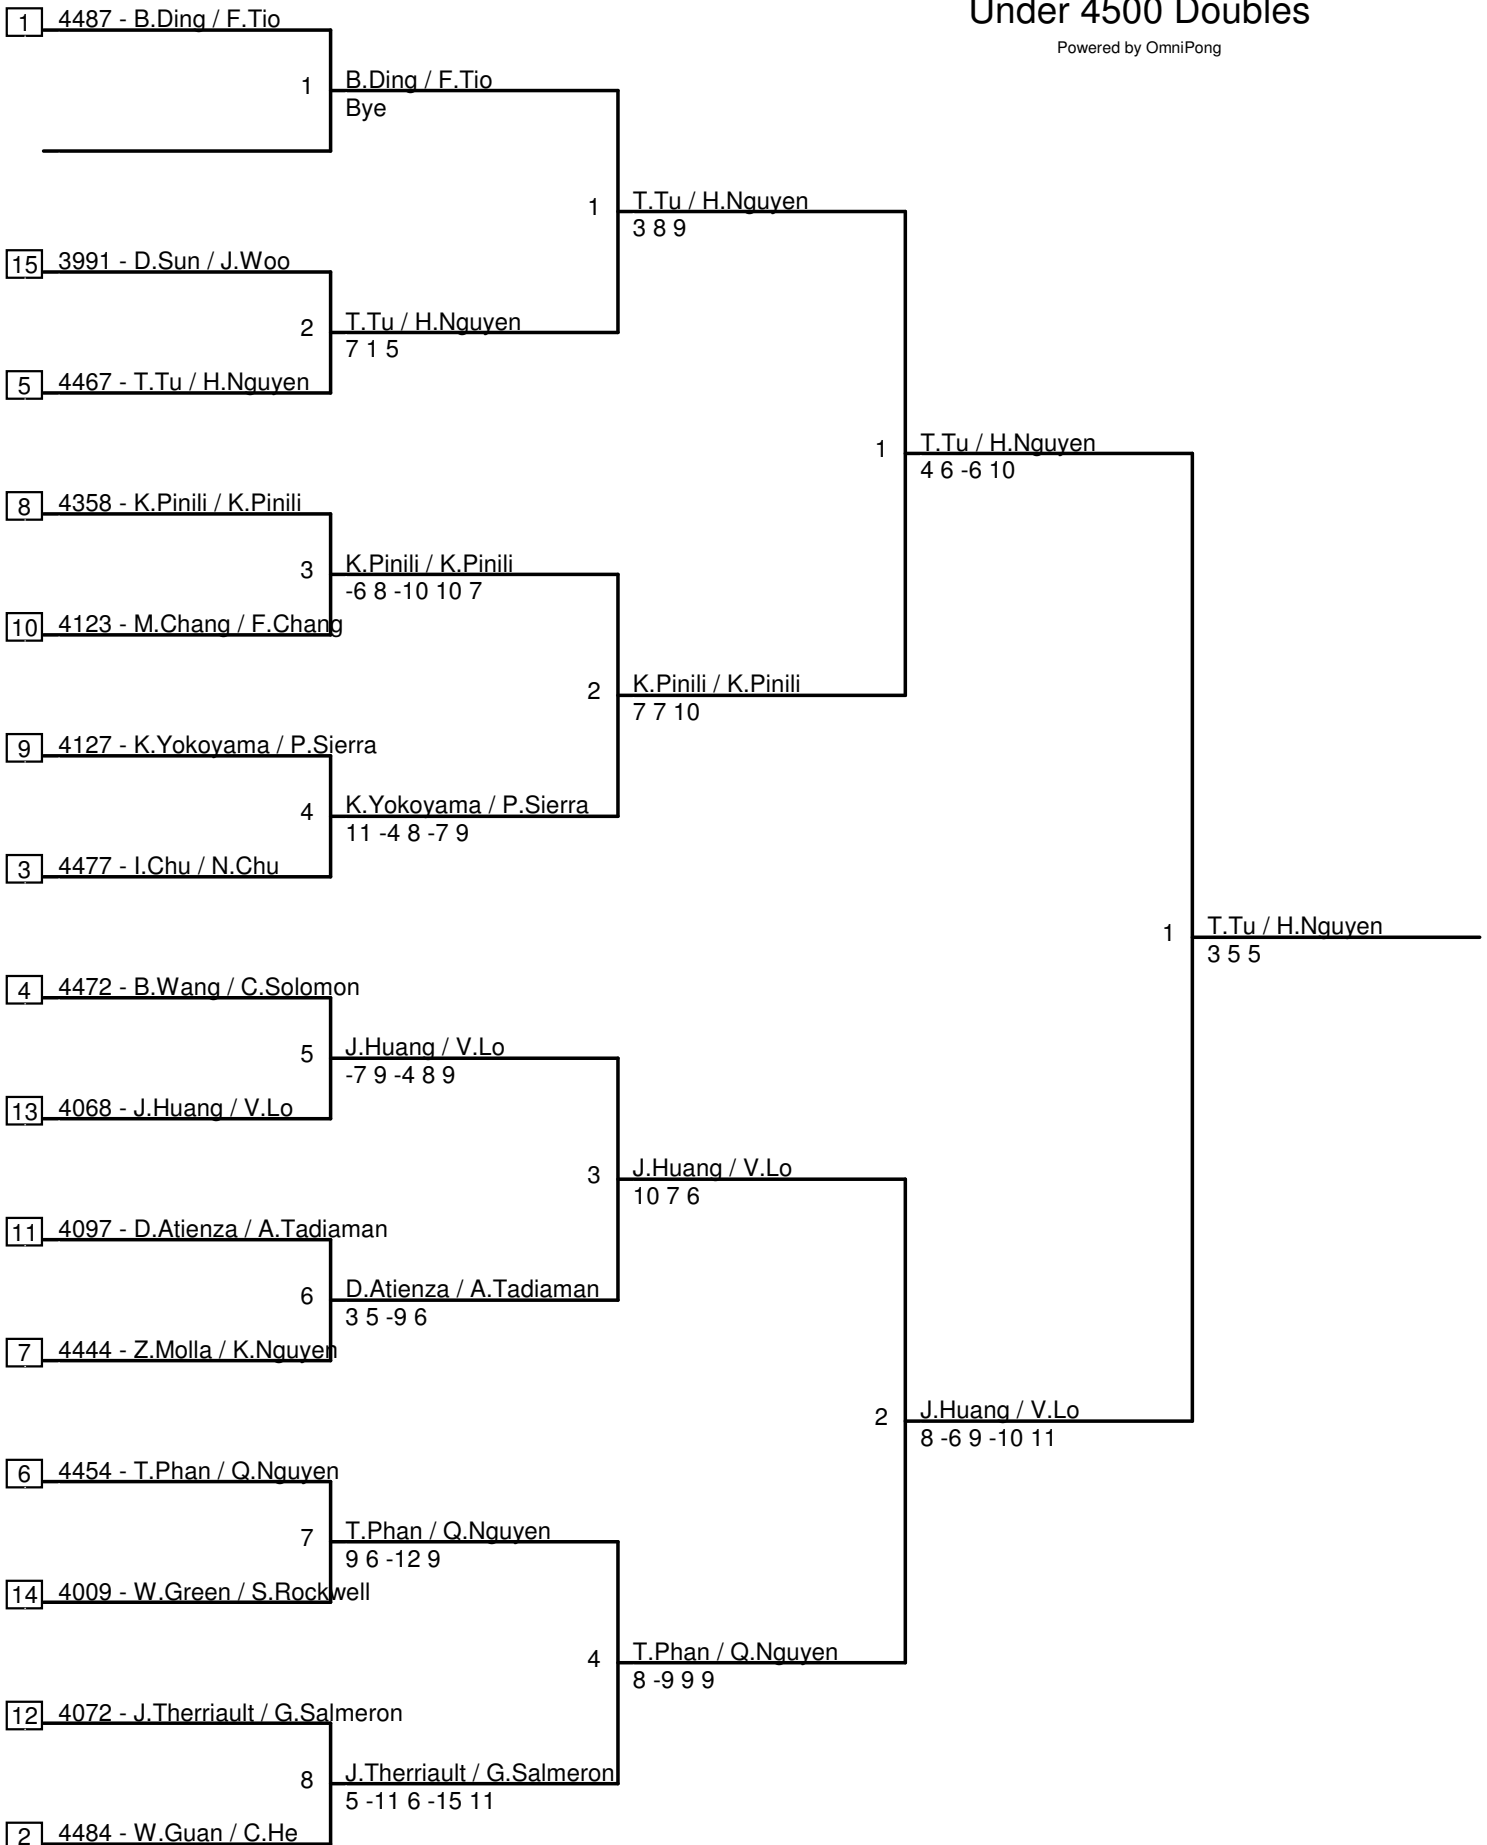 Under 4500 Doubles
Powered by OmniPong
1 4487 - B.Ding / F.Tio
1 B.Ding / F.Tio
Bye
1 T.Tu / H.Nguyen
3 8 9
15 3991 - D.Sun / J.Woo
2 T.Tu / H.Nguyen
7 1 5
5 4467 - T.Tu / H.Nguyen
1 T.Tu / H.Nguyen
4 6 -6 10
8 4358 - K.Pinili / K.Pinili
3 K.Pinili / K.Pinili
-6 8 -10 10 7
10 4123 - M.Chang / F.Chang
2 K.Pinili / K.Pinili
7 7 10
9 4127 - K.Yokoyama / P.Sierra
4 K.Yokoyama / P.Sierra
11 -4 8 -7 9
3 4477 - I.Chu / N.Chu
1 T.Tu / H.Nguyen
3 5 5
4 4472 - B.Wang / C.Solomon
5 J.Huang / V.Lo
-7 9 -4 8 9
13 4068 - J.Huang / V.Lo
3 J.Huang / V.Lo
10 7 6
11 4097 - D.Atienza / A.Tadiaman
6 D.Atienza / A.Tadiaman
3 5 -9 6
7 4444 - Z.Molla / K.Nguyen
2 J.Huang / V.Lo
8 -6 9 -10 11
6 4454 - T.Phan / Q.Nguyen
7 T.Phan / Q.Nguyen
9 6 -12 9
14 4009 - W.Green / S.Rockwell
4 T.Phan / Q.Nguyen
8 -9 9 9
12 4072 - J.Therriault / G.Salmeron
8 J.Therriault / G.Salmeron
5 -11 6 -15 11
2 4484 - W.Guan / C.He